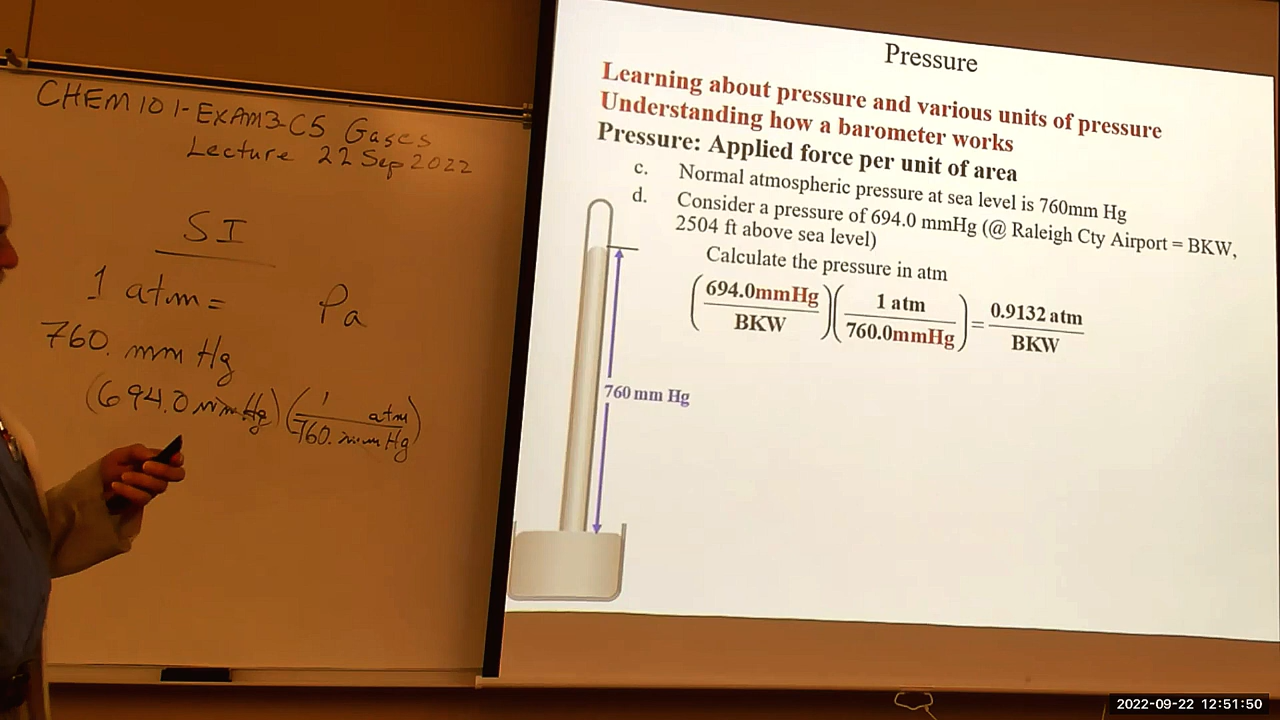 CHEM 101-EXAM3-C5 Gases
Lecture 22 Sep 2022
SI
1 atm = Pa
760. mm Hg
(694.0 mm Hg) (1 atm
760. mm Hg)
Pressure
Learning about pressure and various units of pressure
Understanding how a barometer works
Pressure: Applied force per unit of area
c. Normal atmospheric pressure at sea level is 760mm Hg
d. Consider a pressure of 694.0 mmHg (@ Raleigh Cty Airport = BKW,
2504 ft above sea level)
Calculate the pressure in atm
(694.0mmHg
BKW) (1 atm
760.0mmHg) = 0.9132 atm
BKW
760 mm Hg
2022-09-22 12:51:50